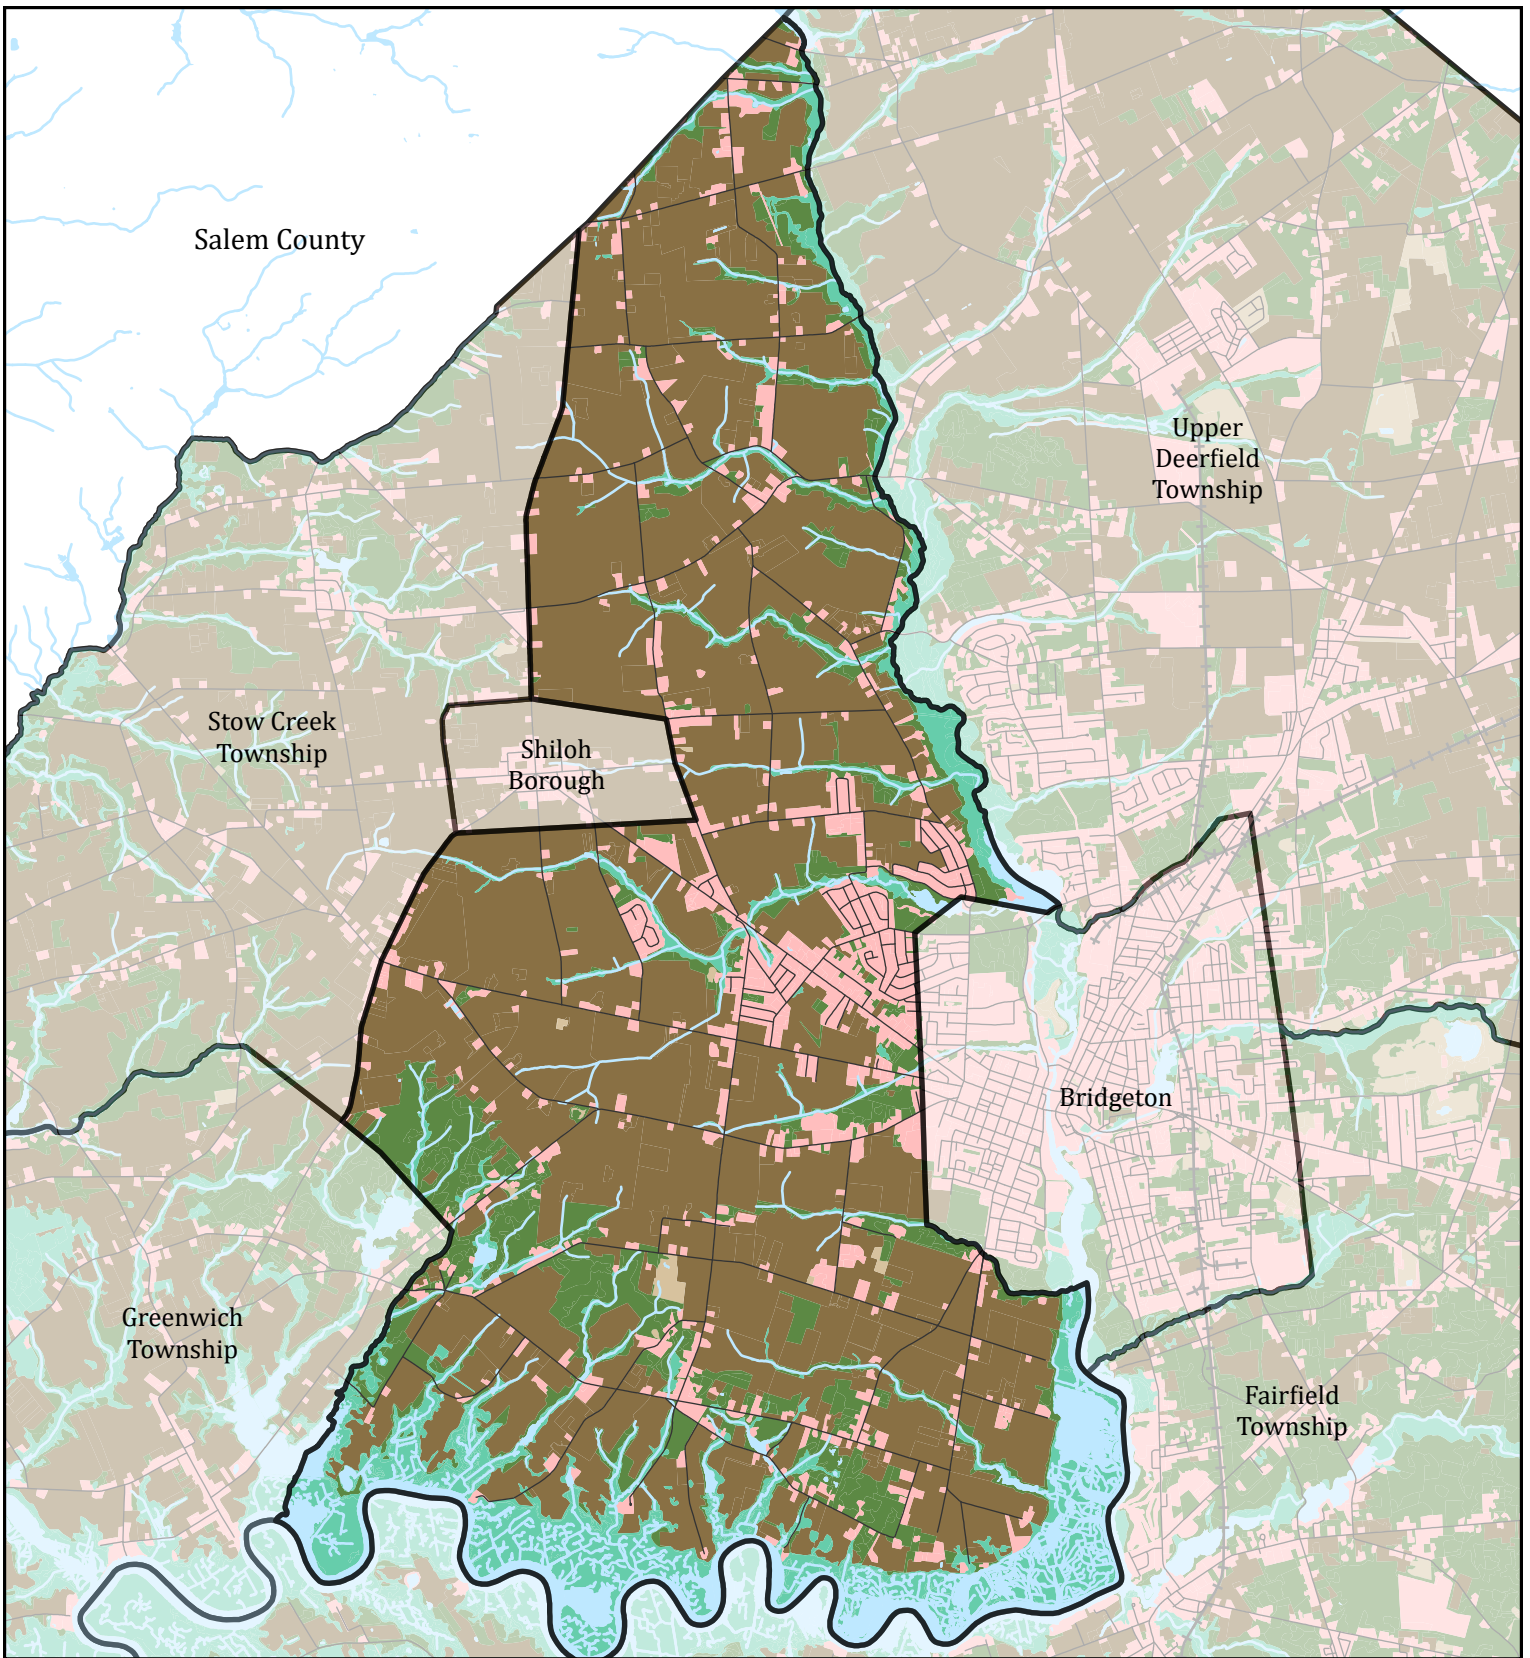 Salem County
Upper
Deerfield
Township
Stow Creek
Township
Shiloh
Borough
Bridgeton
Greenwich
Township
Fairfield
Township